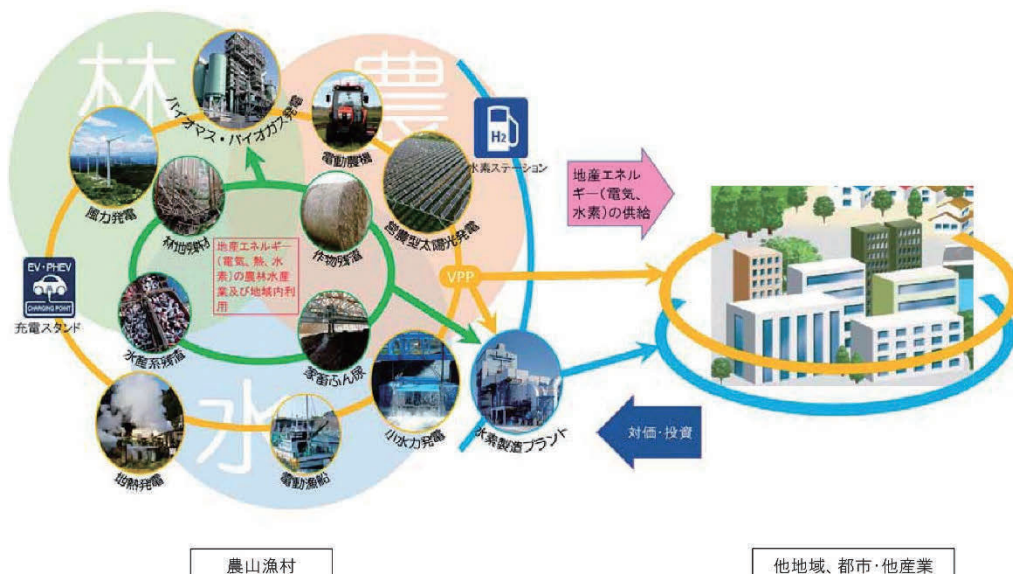 林
農
水
バイオマス・バイオガス発電
電動農機
H2
水素ステーション
風力発電
林地残材
作物残渣
営農型太陽光発電
地産エネル
ギー(電気、
水素)の供給
地産エネルギー
(電気、熱、水
素)の農林水産
業及び地域内利
用
VPP
EV・PHEV
CHARGING POINT
充電スタンド
水産系残渣
家畜ふん尿
小水力発電
水素製造プラント
対価・投資
地熱発電
電動漁船
農山漁村
他地域、都市・他産業